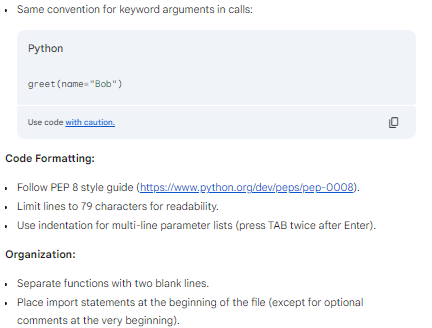 • Same convention for keyword arguments in calls:
Python
greet(name="Bob")
Use code with caution.
Code Formatting:
• Follow PEP 8 style guide (https://www.python.org/dev/peps/pep-0008).
• Limit lines to 79 characters for readability.
• Use indentation for multi-line parameter lists (press TAB twice after Enter).
Organization:
• Separate functions with two blank lines.
• Place import statements at the beginning of the file (except for optional
comments at the very beginning).